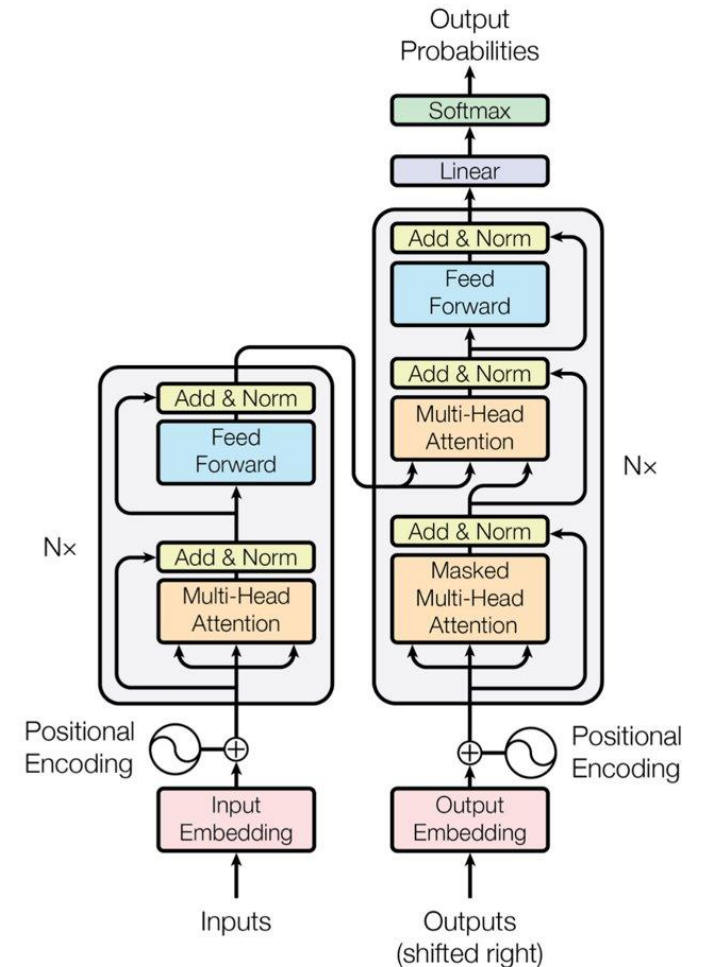 Output
Probabilities
Softmax
Linear
Add & Norm
Feed
Forward
Add & Norm
Multi-Head
Attention
Add & Norm
Masked
Multi-Head
Attention
N×
Add & Norm
Feed
Forward
Add & Norm
Multi-Head
Attention
N×
Positional
Encoding
Positional
Encoding
Input
Embedding
Output
Embedding
Inputs
Outputs
(shifted right)